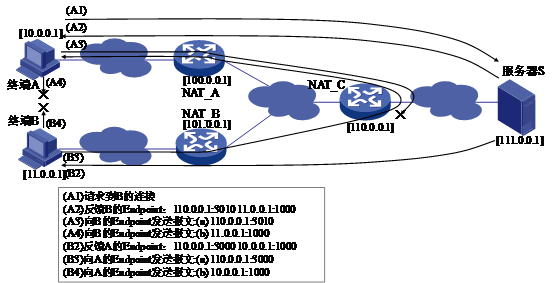 (A1)
(A2)
[10.0.0.1]
(A3)
终端A
(A4)
[100.0.0.1]
NAT_A
NAT_C
服务器S
终端B
(B4)
NAT_B
[101.0.0.1]
[110.0.0.1]
[111.0.0.1]
(B3)
[11.0.0.1]
(B2)
(A1)请求到B的连接
(A2)反馈B的Endpoint：110.0.0.1:3010 11.0.0.1:1000
(A3)向B的Endpoint发送报文:(a) 110.0.0.1:3010
(A4)向B的Endpoint发送报文:(b) 11.0.0.1:1000
(B2)反馈A的Endpoint：110.0.0.1:3000 10.0.0.1:1000
(B3)向A的Endpoint发送报文:(a) 110.0.0.1:3000
(B4)向A的Endpoint发送报文:(b) 10.0.0.1:1000